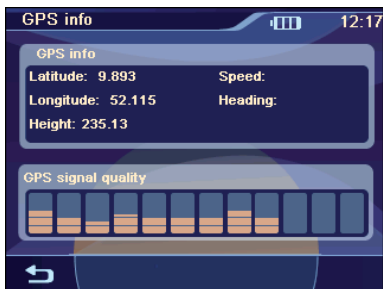 GPS info 12:17
GPS info
Latitude: 9.893 Speed:
Longitude: 52.115 Heading:
Height: 235.13
GPS signal quality